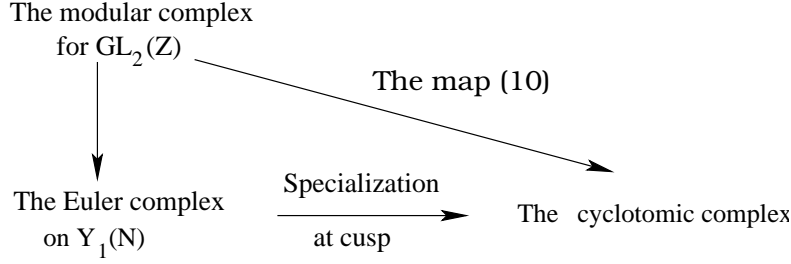 The modular complex
for GL2(Z)
The map (10)
The Euler complex
on Y1(N)
Specialization
at cusp
The cyclotomic complex